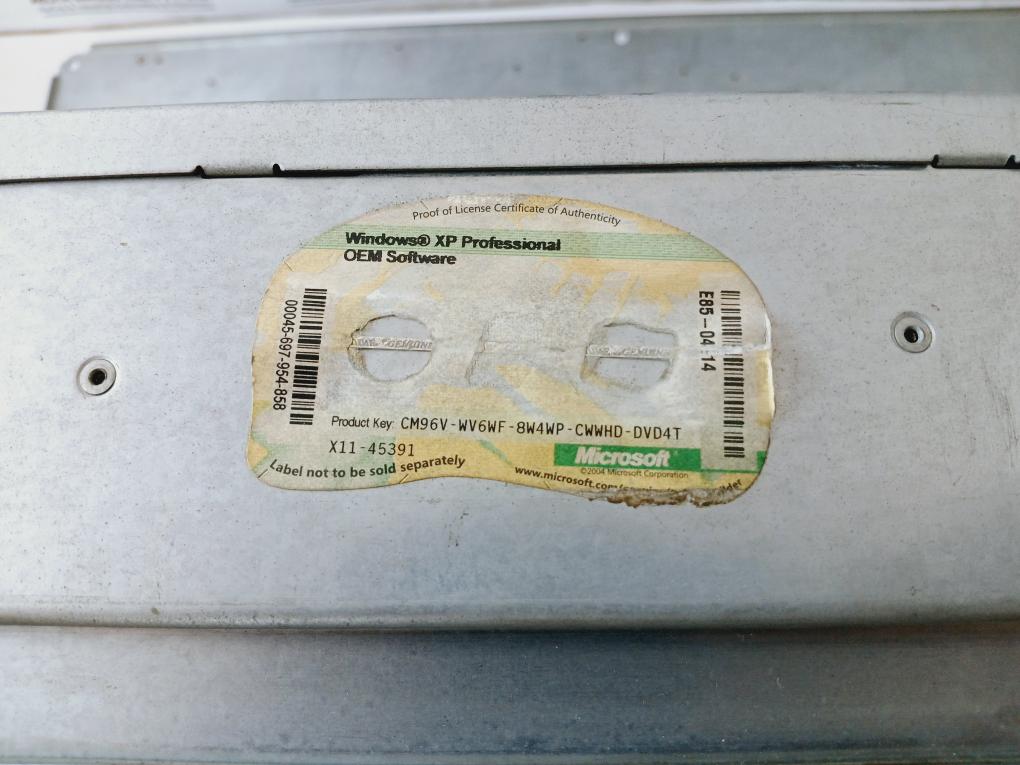 Proof of License Certificate of Authenticity
Windows® XP Professional
OEM Software
00045-697-954-858
E85-04 14
Product Key: CM96V-WV6WF-8W4WP-CWWHD-DVD4T
X11-45391
Microsoft
©2004 Microsoft Corporation
Label not to be sold separately
www.microsoft.com/